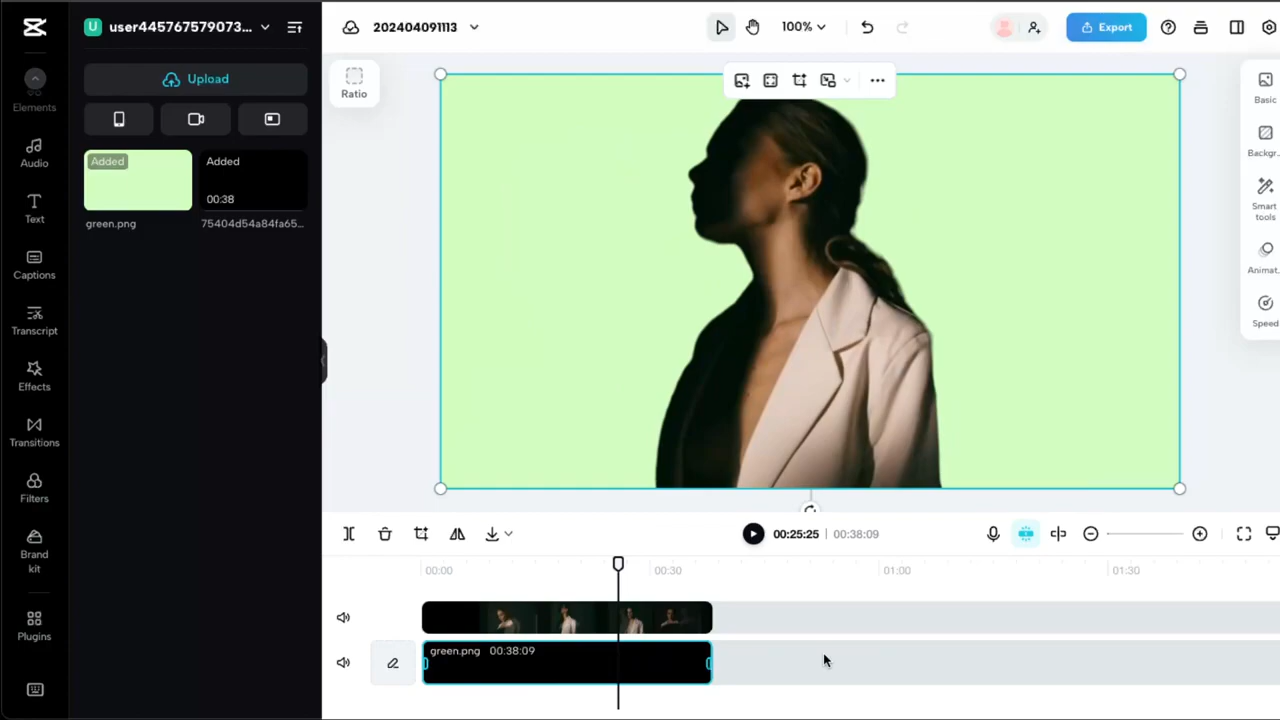 U user445767579073...
202404091113
100%
Export
Upload
Ratio
Elements
Audio
Text
Captions
Transcript
Effects
Transitions
Filters
Brand
kit
Plugins
Added
green.png
Added
00:38
75404d54a84fa65...
Basic
Backgr...
Smart
tools
Animat...
Speed
00:25:25 | 00:38:09
00:00
00:30
01:00
01:30
green.png 00:38:09